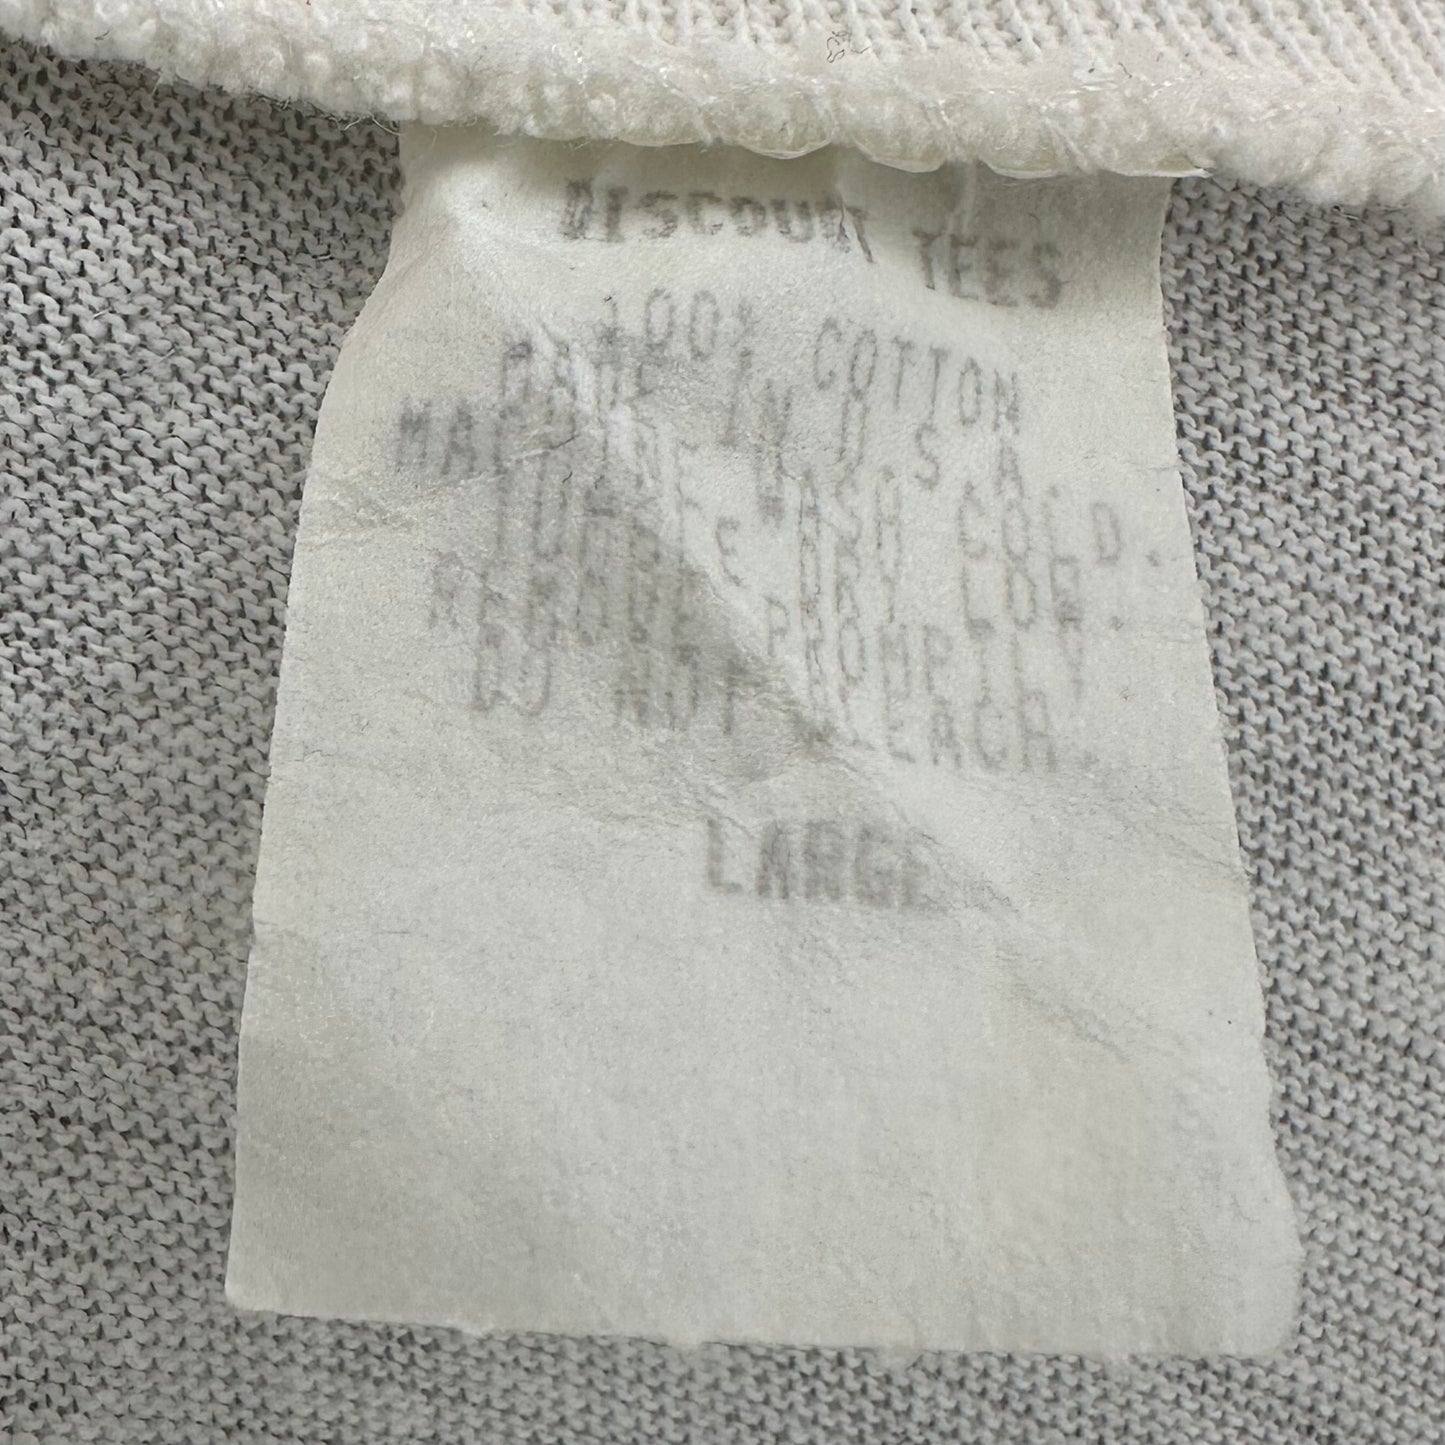 DISCOUNT TEES
100% COTTON
MADE IN U S A
MACHINE WASH COLD.
TUMBLE DRY LOW.
REMOVE PROMPTLY
DO NOT BLEACH.
LARGE